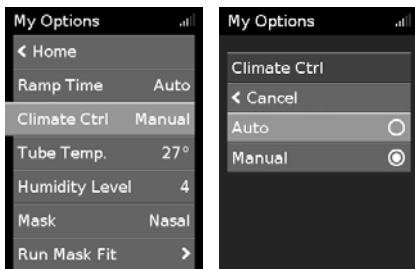 My Options
< Home
Ramp Time Auto
Climate Ctrl Manual
Tube Temp. 27°
Humidity Level 4
Mask Nasal
Run Mask Fit >
My Options
Climate Ctrl
< Cancel
Auto
Manual